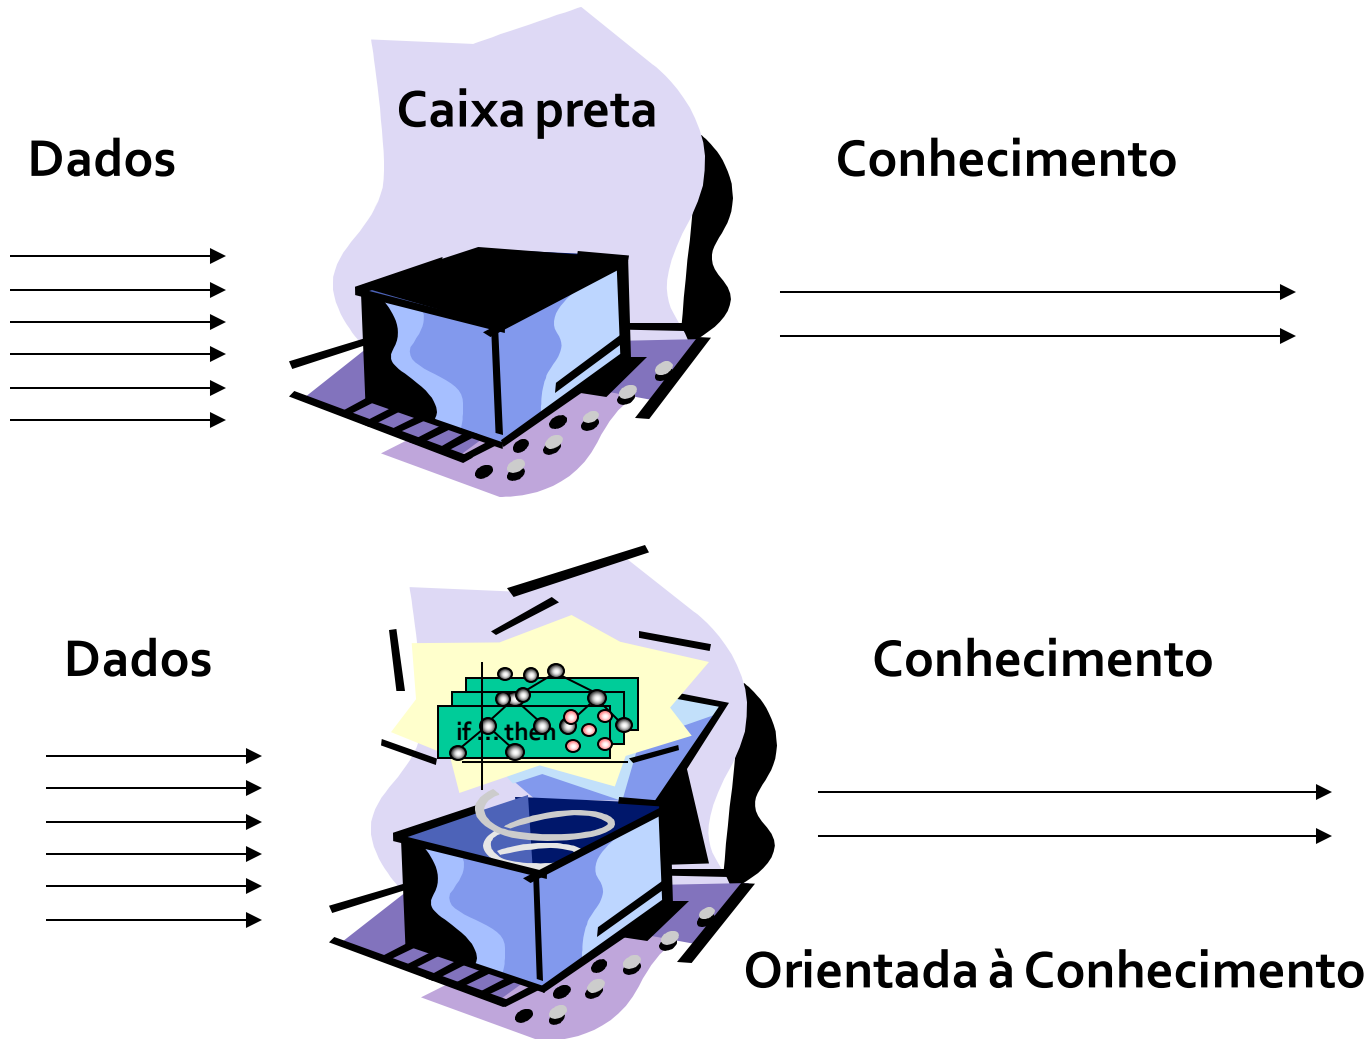 Caixa preta
Dados
Conhecimento
Dados
Conhecimento
if ... then
Orientada à Conhecimento